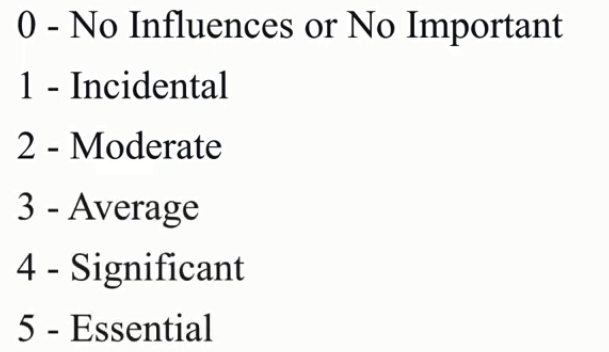 0 - No Influences or No Important
1 - Incidental
2 - Moderate
3 - Average
4 - Significant
5 - Essential